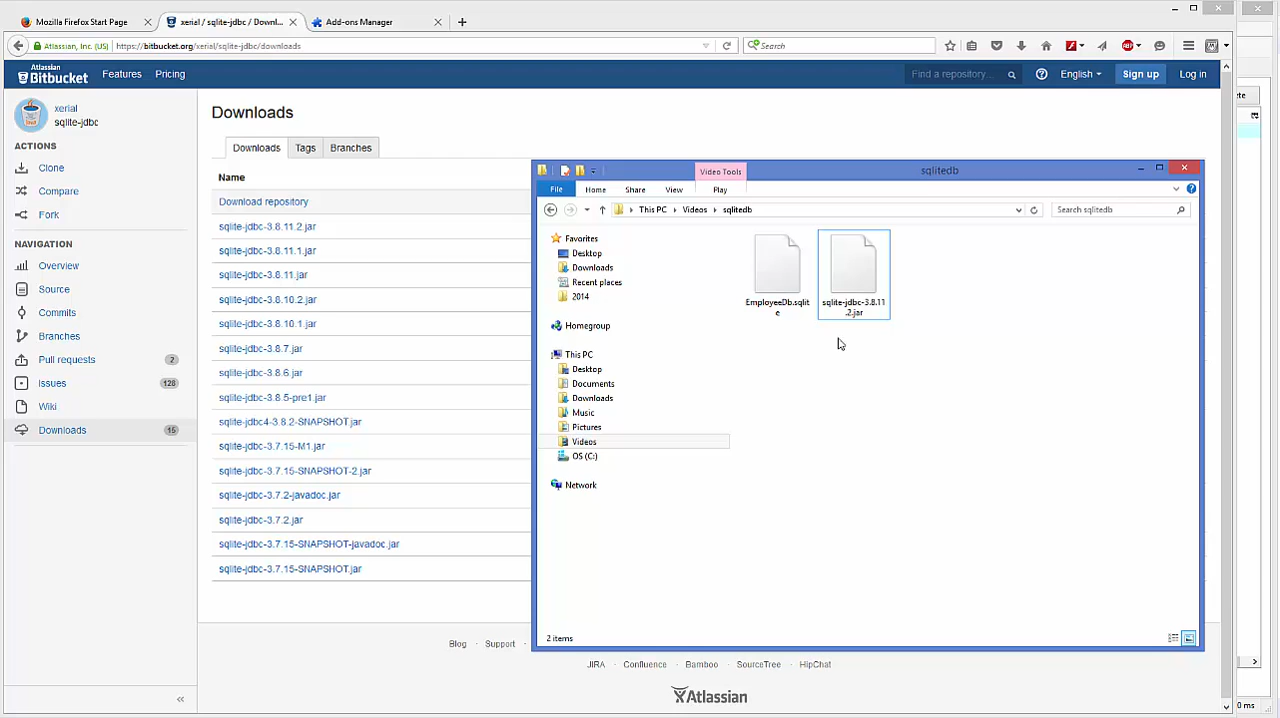 Mozilla Firefox Start Page
xerial / sqlite-jdbc / Downl...
Add-ons Manager
Atlassian, Inc. (US)
https://bitbucket.org/xerial/sqlite-jdbc/downloads
Search
Atlassian
Bitbucket
Features
Pricing
Find a repository...
English
Sign up
Log in
xerial
sqlite-jdbc
ACTIONS
Clone
Compare
Fork
NAVIGATION
Overview
Source
Commits
Branches
Pull requests 2
Issues 128
Wiki
Downloads 15
Downloads
Downloads
Tags
Branches
Name
Download repository
sqlite-jdbc-3.8.11.2.jar
sqlite-jdbc-3.8.11.1.jar
sqlite-jdbc-3.8.11.jar
sqlite-jdbc-3.8.10.2.jar
sqlite-jdbc-3.8.10.1.jar
sqlite-jdbc-3.8.7.jar
sqlite-jdbc-3.8.6.jar
sqlite-jdbc-3.8.5-pre1.jar
sqlite-jdbc4-3.8.2-SNAPSHOT.jar
sqlite-jdbc-3.7.15-M1.jar
sqlite-jdbc-3.7.15-SNAPSHOT-2.jar
sqlite-jdbc-3.7.2-javadoc.jar
sqlite-jdbc-3.7.2.jar
sqlite-jdbc-3.7.15-SNAPSHOT-javadoc.jar
sqlite-jdbc-3.7.15-SNAPSHOT.jar
Video Tools
sqlitedb
File
Home
Share
View
Play
This PC
Videos
sqlitedb
Search sqlitedb
Favorites
Desktop
Downloads
Recent places
2014
Homegroup
This PC
Desktop
Documents
Downloads
Music
Pictures
Videos
OS (C:)
Network
EmployeeDb.sqlit
e
sqlite-jdbc-3.8.11
.2.jar
2 items
Blog · Support ·
JIRA · Confluence · Bamboo · SourceTree · HipChat
Atlassian
ete
0 ms